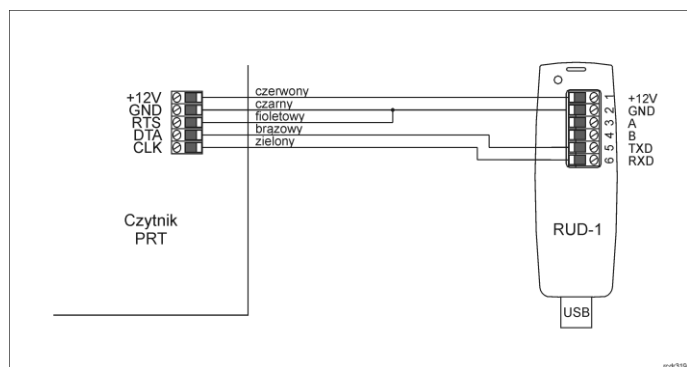 czerwony
+12V 1 +12V
czarny
GND 2 GND
fioletowy
RTS 3 A
brazowy
DTA 4 B
zielony
CLK 5 TXD
6 RXD
Czytnik
PRT
RUD-1
USB